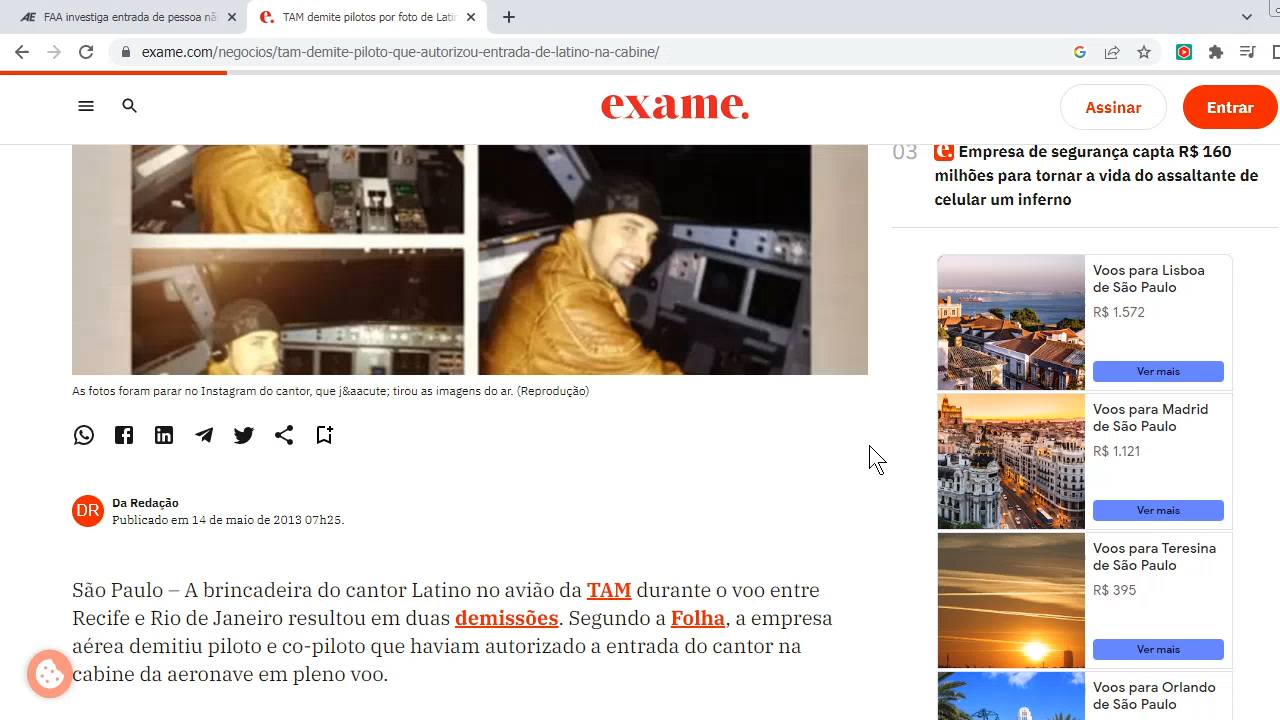 FAA investiga entrada de pessoa nã
TAM demite pilotos por foto de Latin
exame.com/negocios/tam-demite-piloto-que-autorizou-entrada-de-latino-na-cabine/
exame.
Assinar
Entrar
03
Empresa de segurança capta R$ 160
milhões para tornar a vida do assaltante de
celular um inferno
As fotos foram parar no Instagram do cantor, que j&aacute; tirou as imagens do ar. (Reprodução)
DR
Da Redação
Publicado em 14 de maio de 2013 07h25.
São Paulo – A brincadeira do cantor Latino no avião da TAM durante o voo entre
Recife e Rio de Janeiro resultou em duas demissões. Segundo a Folha, a empresa
aérea demitiu piloto e co-piloto que haviam autorizado a entrada do cantor na
cabine da aeronave em pleno voo.
Voos para Lisboa
de São Paulo
R$ 1.572
Ver mais
Voos para Madrid
de São Paulo
R$ 1.121
Ver mais
Voos para Teresina
de São Paulo
R$ 395
Ver mais
Voos para Orlando
de São Paulo